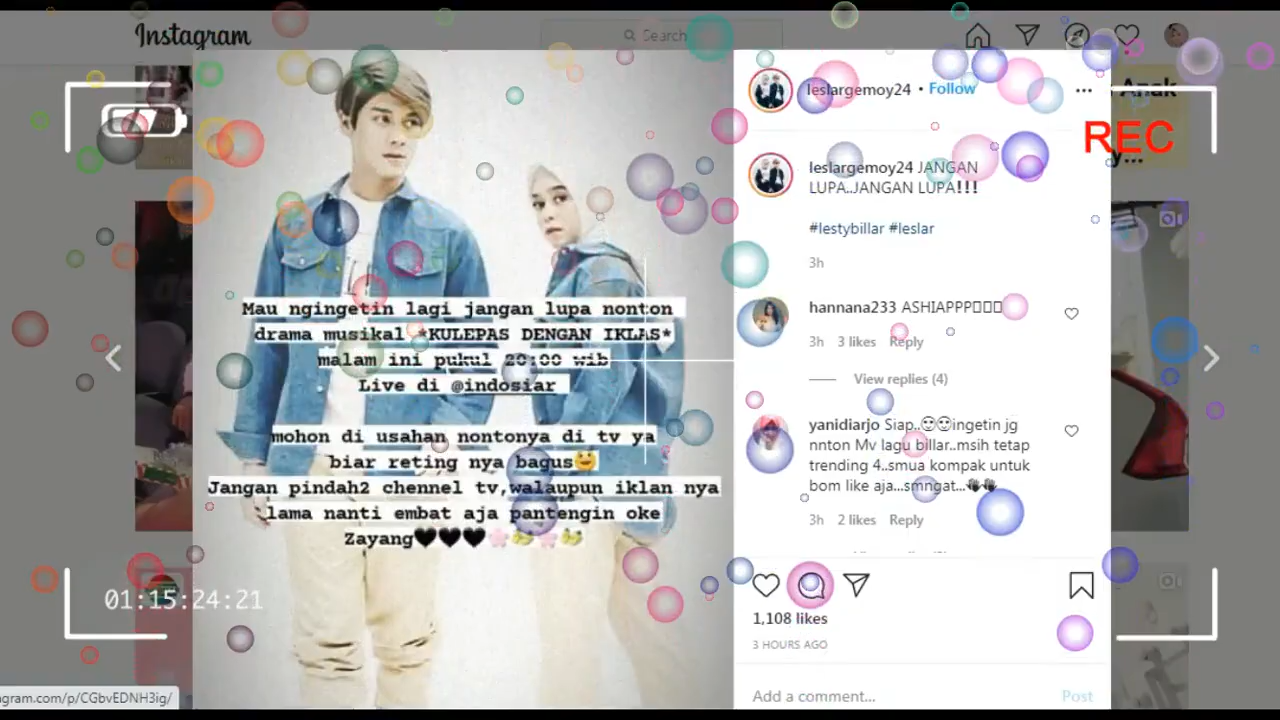 Instagram
Search
leslargemoy24 • Follow
Anak
REC
y...
leslargemoy24 JANGAN
LUPA..JANGAN LUPA!!!
#lestybillar #leslar
3h
hannana233 ASHIAPPP
3h 3 likes Reply
View replies (4)
yanidiarjo Siap..😍😍ingetin jg
nnton Mv lagu billar..msih tetap
trending 4..smua kompak untuk
bom like aja...smngat...👋👋
3h 2 likes Reply
Mau ngingetin lagi jangan lupa nonton
drama musikal *KULEPAS DENGAN IKLAS*
malam ini pukul 20:00 wib
Live di @indosiar
mohon di usahan nontonya di tv ya
biar reting nya bagus😍
Jangan pindah2 chennel tv,walaupun iklan nya
lama nanti embat aja pantengin oke
Zayang🖤🖤🖤🌸🍌🌸🍌
1,108 likes
3 HOURS AGO
Add a comment... Post
01:15:24:21
agram.com/p/CGbvEDNH3ig/